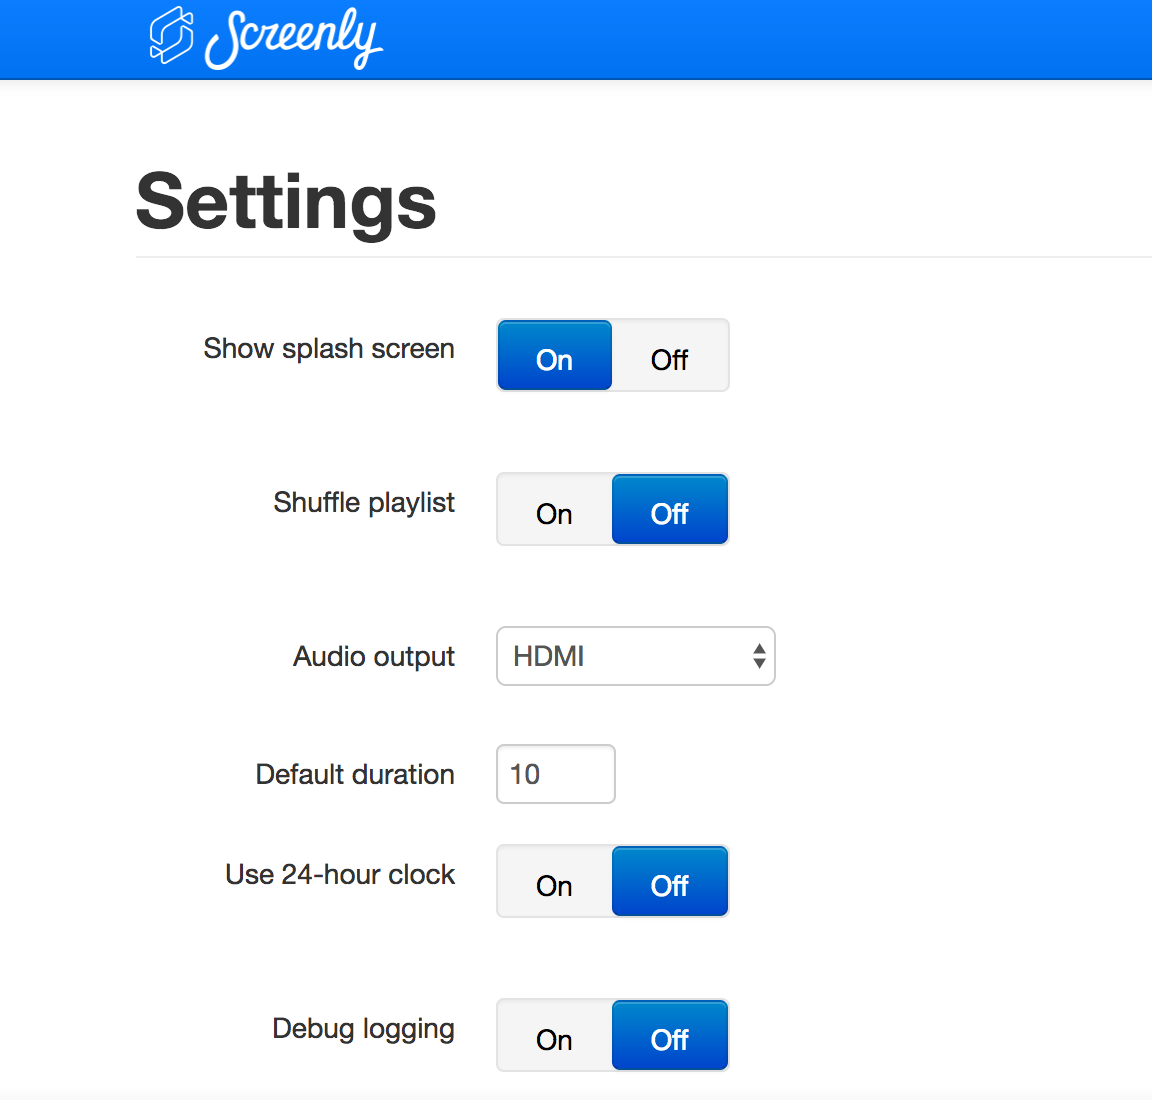 Screenly
Settings
Show splash screen On Off
Shuffle playlist On Off
Audio output HDMI
Default duration 10
Use 24-hour clock On Off
Debug logging On Off